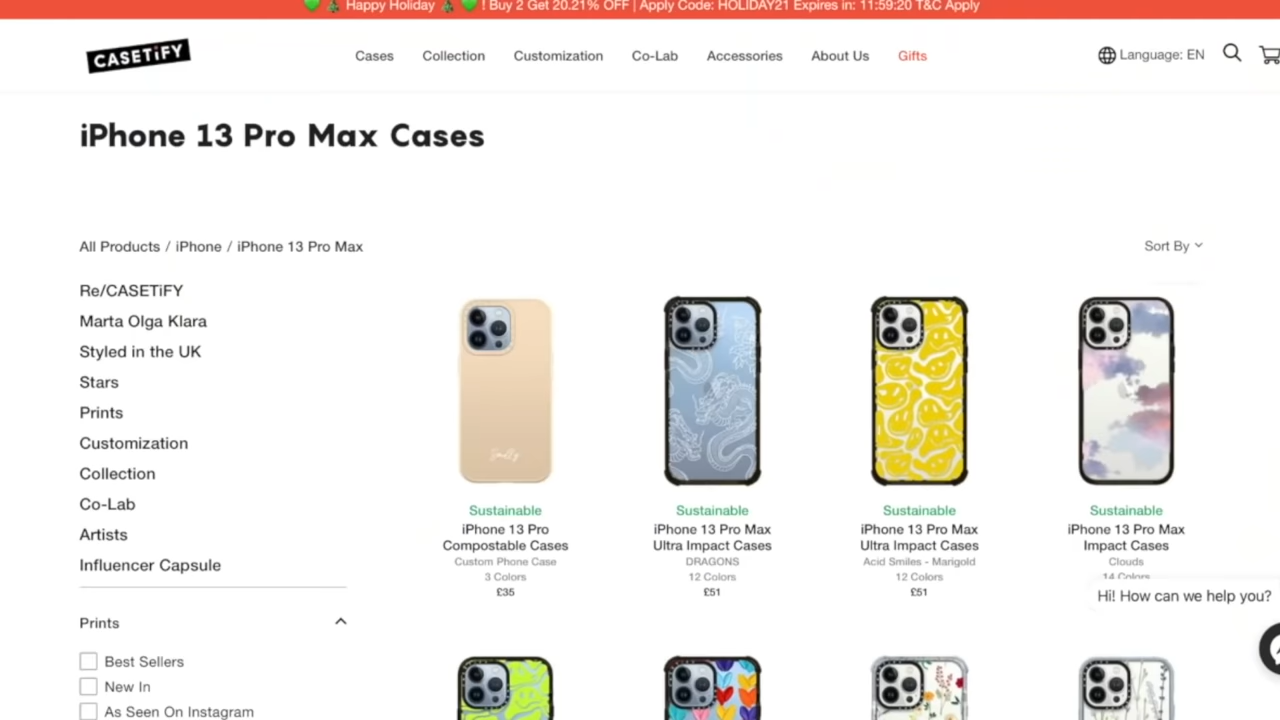 Happy Holiday ! Buy 2 Get 20.21% OFF | Apply Code: HOLIDAY21 Expires in: 11:59:20 T&C Apply
CASETiFY
Cases
Collection
Customization
Co-Lab
Accessories
About Us
Gifts
Language: EN
iPhone 13 Pro Max Cases
All Products / iPhone / iPhone 13 Pro Max
Sort By
Re/CASETiFY
Marta Olga Klara
Styled in the UK
Stars
Prints
Customization
Collection
Co-Lab
Artists
Influencer Capsule
Prints
Best Sellers
New In
As Seen On Instagram
Sustainable
iPhone 13 Pro
Compostable Cases
Custom Phone Case
3 Colors
£35
Sustainable
iPhone 13 Pro Max
Ultra Impact Cases
DRAGONS
12 Colors
£51
Sustainable
iPhone 13 Pro Max
Ultra Impact Cases
Acid Smiles - Marigold
12 Colors
£51
Sustainable
iPhone 13 Pro Max
Impact Cases
Clouds
14 Colors
Hi! How can we help you?